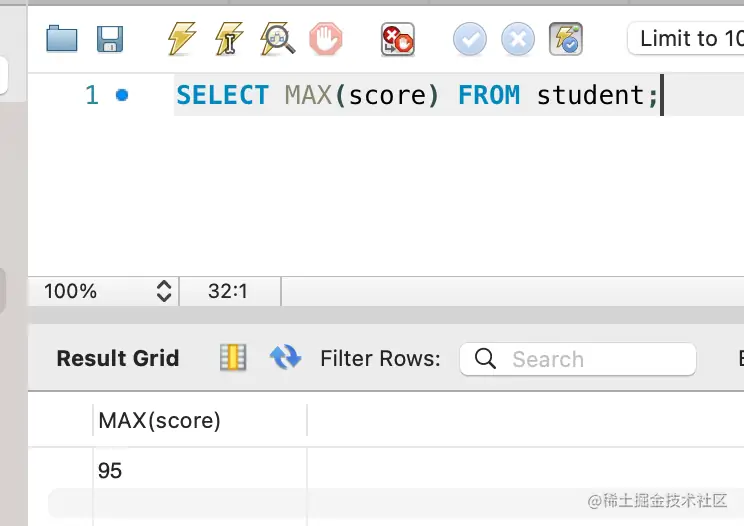 Limit to 10
1 SELECT MAX(score) FROM student;
100% 32:1
Result Grid Filter Rows: Search
MAX(score)
95
@稀土掘金技术社区